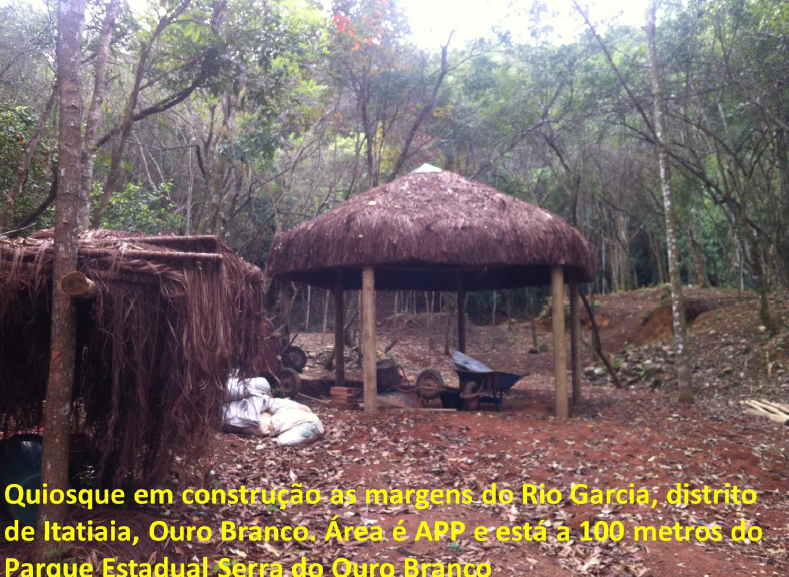 Quiosque em construção as margens do Rio Garcia, distrito
de Itatiaia, Ouro Branco. Área é APP e está a 100 metros do
Parque Estadual Serra do Ouro Branco